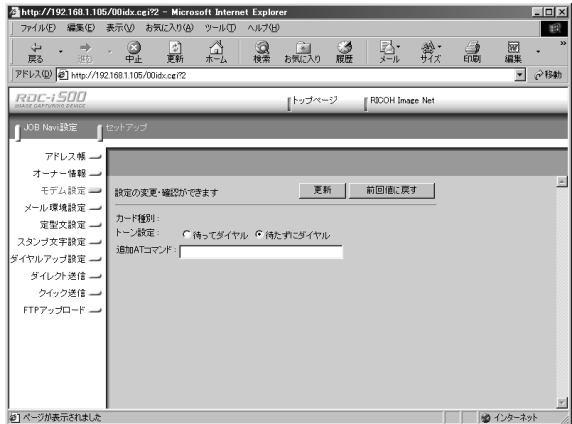 http://192.168.1.105/00idx.cgi?2 - Microsoft Internet Explorer
ファイル(F) 編集(E) 表示(V) お気に入り(A) ツール(T) ヘルプ(H)
戻る 進む 中止 更新 ホーム 検索 お気に入り 履歴 メール サイズ 印刷 編集 »
アドレス(D) http://192.168.1.105/00idx.cgi?2 移動
RDC-i500
IMAGE CAPTURING DEVICE
トップページ RICOH Image Net
JOB Navi設定 セットアップ
アドレス帳
オーナー情報
モデム設定
メール環境設定
定型文設定
スタンプ文字設定
ダイヤルアップ設定
ダイレクト送信
クイック送信
FTPアップロード
設定の変更・確認ができます 更新 前回値に戻す
カード種別:
トーン設定: 待ってダイヤル 待たずにダイヤル
追加ATコマンド:
ページが表示されました インターネット